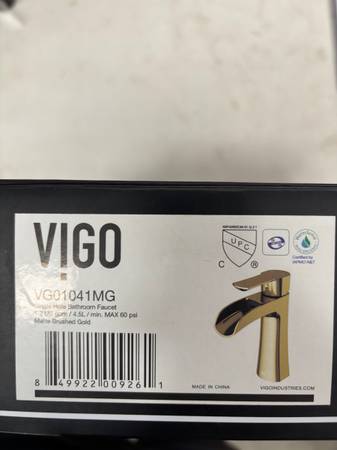 VIGO
VG01041MG
Single Hole Bathroom Faucet
1.2 US gpm / 4.5L / min. MAX 60 psi
Matte Brushed Gold
8 49922 00926 1
UPC
C ®
Certified by
IAPMO R&T
MADE IN CHINA
VIGOINDUSTRIES.COM